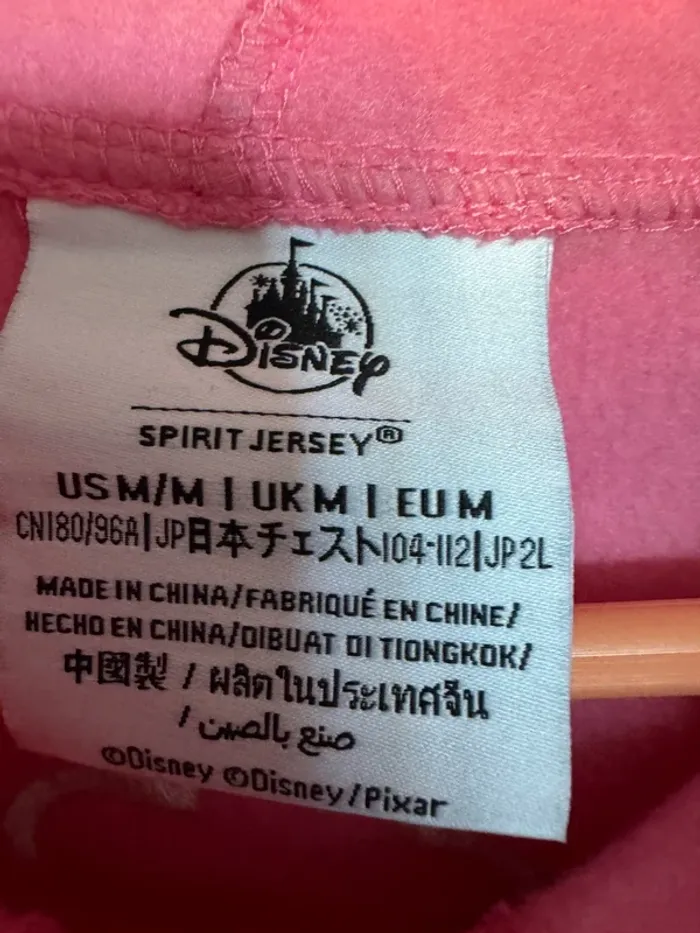 Disney
SPIRIT JERSEY®
US M/M | UK M | EU M
CN180/96A|JP日本チェスト104-112|JP 2L
MADE IN CHINA/FABRIQUÉ EN CHINE/
HECHO EN CHINA/DIBUAT DI TIONGKOK/
中國製 / ผลิตในประเทศจีน
/ صنع بالصين
©Disney ©Disney/Pixar